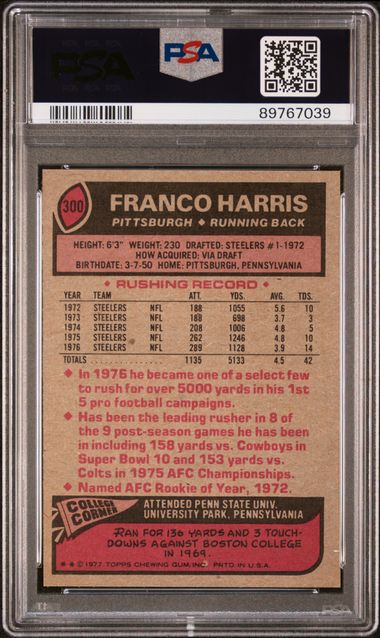 PSA
PSA
89767039
300
FRANCO HARRIS
PITTSBURGH ◆ RUNNING BACK
HEIGHT: 6'3" WEIGHT: 230 DRAFTED: STEELERS #1-1972
HOW ACQUIRED: VIA DRAFT
BIRTHDATE: 3-7-50 HOME: PITTSBURGH, PENNSYLVANIA
◆ RUSHING RECORD ◆
YEAR TEAM ATT. YDS. AVG. TDS.
1972 STEELERS NFL 188 1055 5.6 10
1973 STEELERS NFL 188 698 3.7 3
1974 STEELERS NFL 208 1006 4.8 5
1975 STEELERS NFL 262 1246 4.8 10
1976 STEELERS NFL 289 1128 3.9 14
TOTALS 1135 5133 4.5 42
◆ In 1976 he became one of a select few
to rush for over 5000 yards in his 1st
5 pro football campaigns.
◆ Has been the leading rusher in 8 of
the 9 post-season games he has been
in including 158 yards vs. Cowboys in
Super Bowl 10 and 153 yards vs.
Colts in 1975 AFC Championships.
◆ Named AFC Rookie of Year, 1972.
COLLEGE
CORNER
ATTENDED PENN STATE UNIV.
UNIVERSITY PARK, PENNSYLVANIA
RAN FOR 136 YARDS AND 3 TOUCH-
DOWNS AGAINST BOSTON COLLEGE
IN 1969.
** © 1977 TOPPS CHEWING GUM, INC. PRTD IN U.S.A.